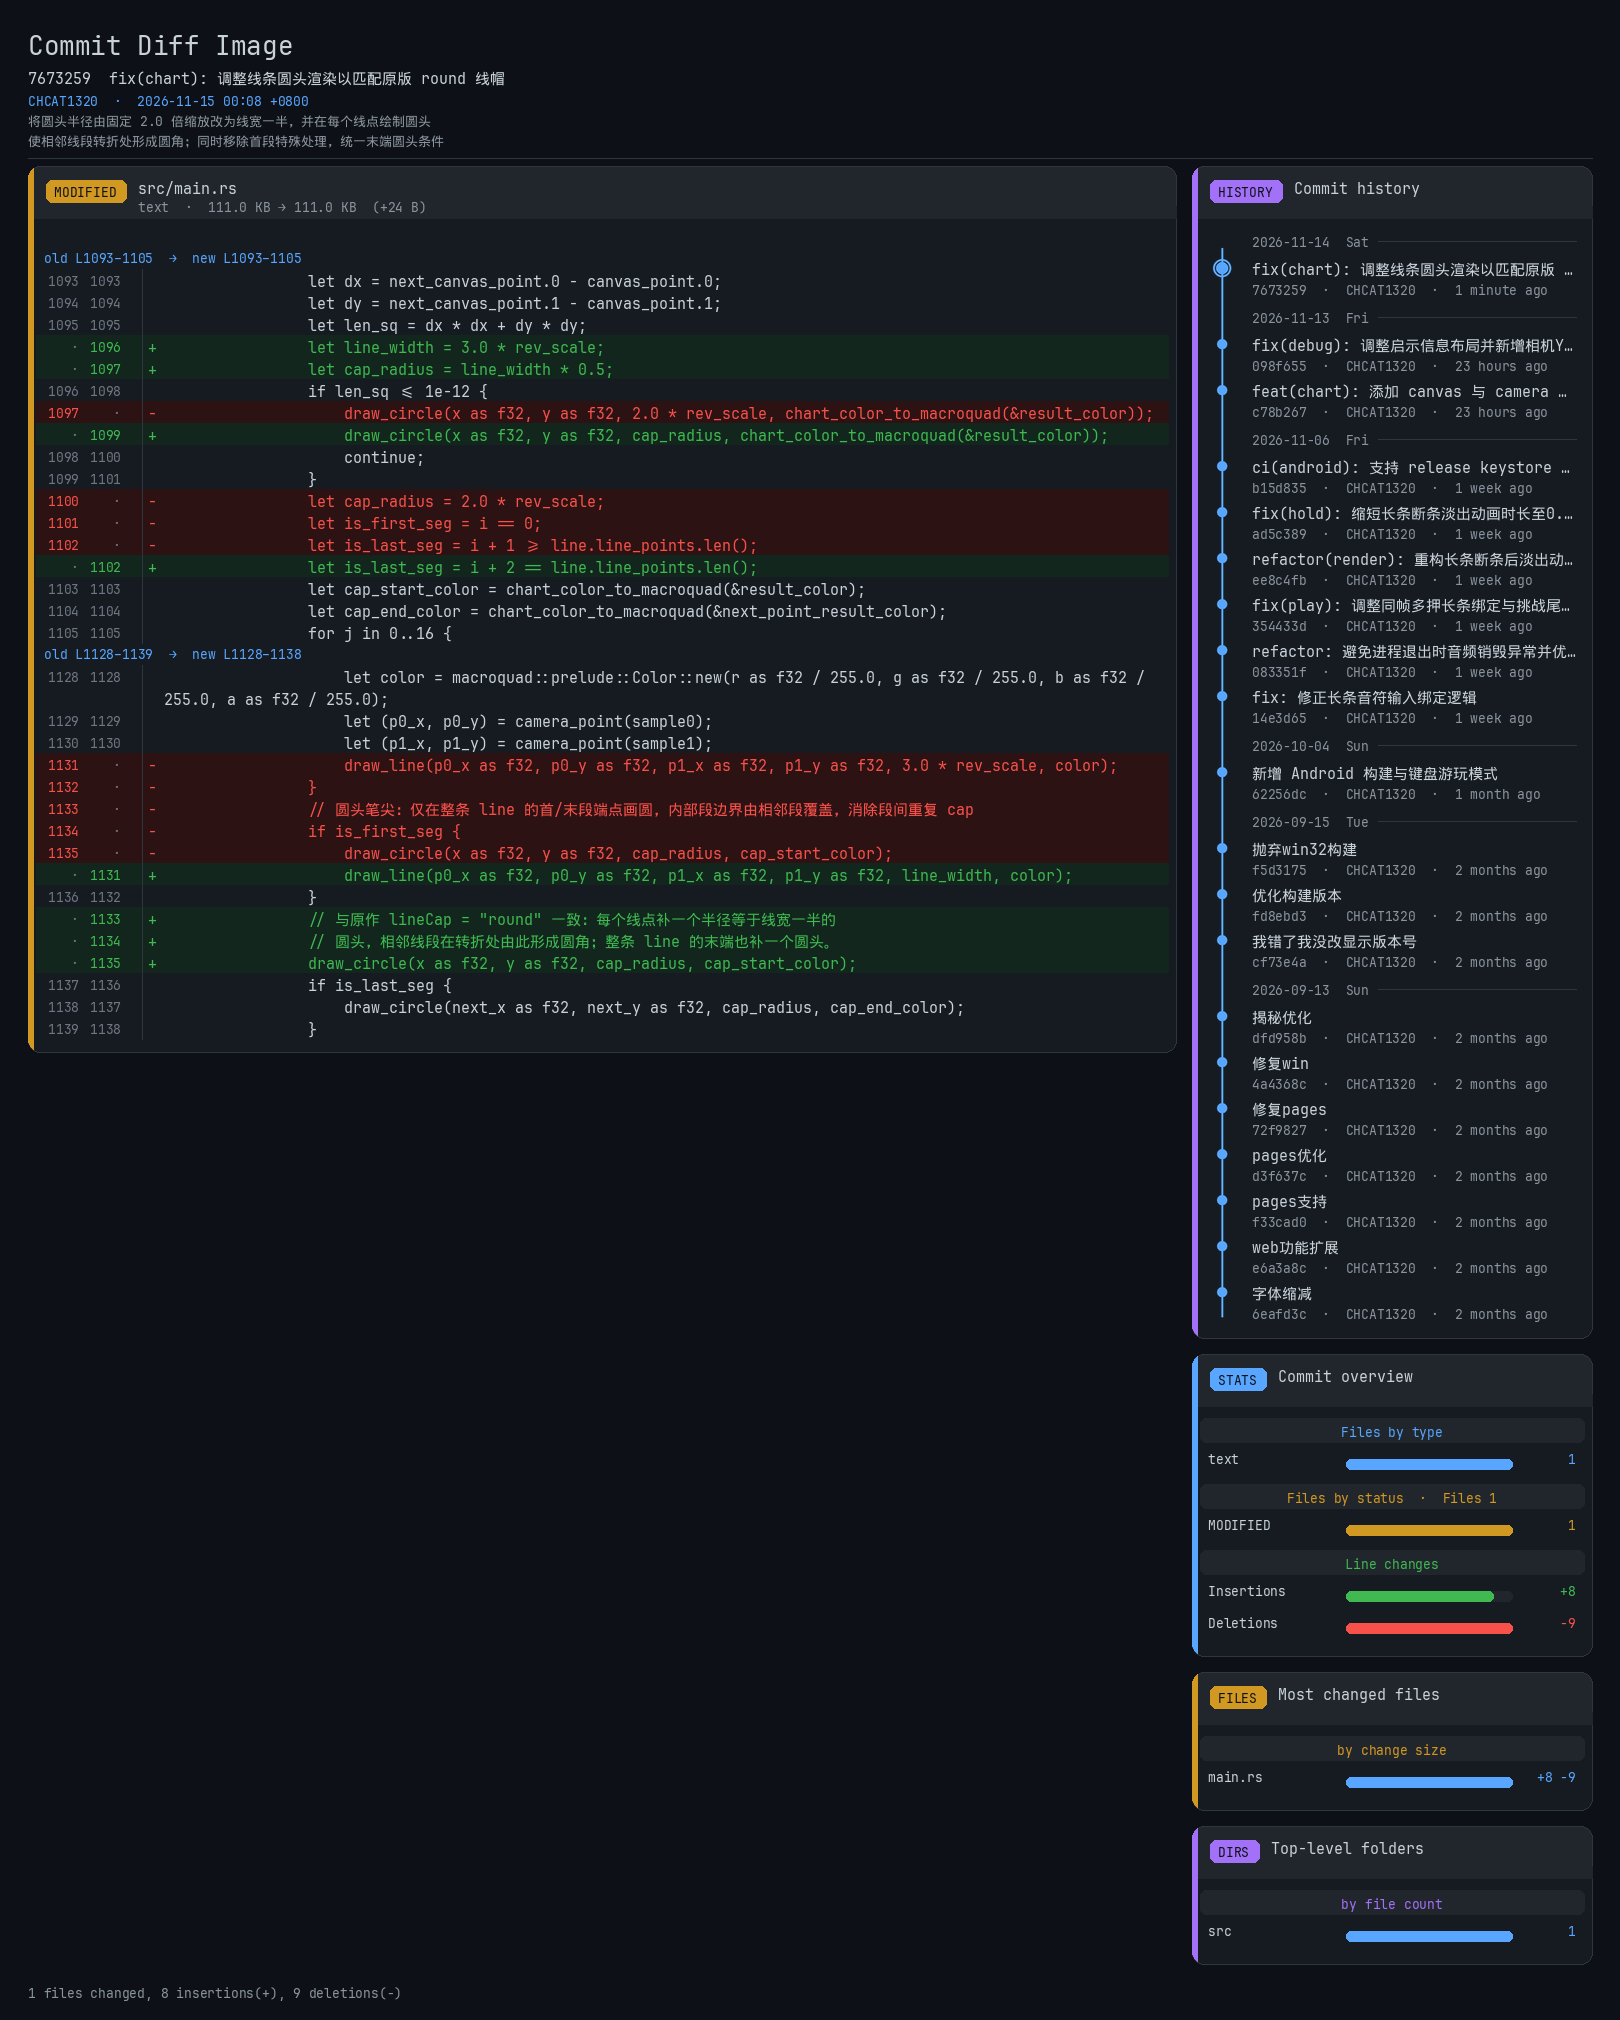 Commit Diff Image
7673259  fix(chart): 调整线条圆头渲染以匹配原版 round 线帽
CHCAT1320  ·  2026-11-15 00:08 +0800
将圆头半径由固定 2.0 倍缩放改为线宽一半，并在每个线点绘制圆头
使相邻线段转折处形成圆角；同时移除首段特殊处理，统一末端圆头条件
MODIFIED src/main.rs
text  ·  111.0 KB → 111.0 KB  (+24 B)
old L1093-1105  →  new L1093-1105
1093 1093 let dx = next_canvas_point.0 - canvas_point.0;
1094 1094 let dy = next_canvas_point.1 - canvas_point.1;
1095 1095 let len_sq = dx * dx + dy * dy;
· 1096 + let line_width = 3.0 * rev_scale;
· 1097 + let cap_radius = line_width * 0.5;
1096 1098 if len_sq <= 1e-12 {
1097 · - draw_circle(x as f32, y as f32, 2.0 * rev_scale, chart_color_to_macroquad(&result_color));
· 1099 + draw_circle(x as f32, y as f32, cap_radius, chart_color_to_macroquad(&result_color));
1098 1100 continue;
1099 1101 }
1100 · - let cap_radius = 2.0 * rev_scale;
1101 · - let is_first_seg = i == 0;
1102 · - let is_last_seg = i + 1 >= line.line_points.len();
· 1102 + let is_last_seg = i + 2 == line.line_points.len();
1103 1103 let cap_start_color = chart_color_to_macroquad(&result_color);
1104 1104 let cap_end_color = chart_color_to_macroquad(&next_point_result_color);
1105 1105 for j in 0..16 {
old L1128-1139  →  new L1128-1138
1128 1128 let color = macroquad::prelude::Color::new(r as f32 / 255.0, g as f32 / 255.0, b as f32 /
255.0, a as f32 / 255.0);
1129 1129 let (p0_x, p0_y) = camera_point(sample0);
1130 1130 let (p1_x, p1_y) = camera_point(sample1);
1131 · - draw_line(p0_x as f32, p0_y as f32, p1_x as f32, p1_y as f32, 3.0 * rev_scale, color);
1132 · - }
1133 · - // 圆头笔尖：仅在整条 line 的首/末段端点画圆，内部段边界由相邻段覆盖，消除段间重复 cap
1134 · - if is_first_seg {
1135 · - draw_circle(x as f32, y as f32, cap_radius, cap_start_color);
· 1131 + draw_line(p0_x as f32, p0_y as f32, p1_x as f32, p1_y as f32, line_width, color);
1136 1132 }
· 1133 + // 与原作 lineCap = "round" 一致：每个线点补一个半径等于线宽一半的
· 1134 + // 圆头，相邻线段在转折处由此形成圆角；整条 line 的末端也补一个圆头。
· 1135 + draw_circle(x as f32, y as f32, cap_radius, cap_start_color);
1137 1136 if is_last_seg {
1138 1137 draw_circle(next_x as f32, next_y as f32, cap_radius, cap_end_color);
1139 1138 }
HISTORY Commit history
2026-11-14  Sat
fix(chart): 调整线条圆头渲染以匹配原版 …
7673259  ·  CHCAT1320  ·  1 minute ago
2026-11-13  Fri
fix(debug): 调整启示信息布局并新增相机Y…
098f655  ·  CHCAT1320  ·  23 hours ago
feat(chart): 添加 canvas 与 camera …
c78b267  ·  CHCAT1320  ·  23 hours ago
2026-11-06  Fri
ci(android): 支持 release keystore …
b15d835  ·  CHCAT1320  ·  1 week ago
fix(hold): 缩短长条断条淡出动画时长至0.…
ad5c389  ·  CHCAT1320  ·  1 week ago
refactor(render): 重构长条断条后淡出动…
ee8c4fb  ·  CHCAT1320  ·  1 week ago
fix(play): 调整同帧多押长条绑定与挑战尾…
354433d  ·  CHCAT1320  ·  1 week ago
refactor: 避免进程退出时音频销毁异常并优…
083351f  ·  CHCAT1320  ·  1 week ago
fix: 修正长条音符输入绑定逻辑
14e3d65  ·  CHCAT1320  ·  1 week ago
2026-10-04  Sun
新增 Android 构建与键盘游玩模式
62256dc  ·  CHCAT1320  ·  1 month ago
2026-09-15  Tue
抛弃win32构建
f5d3175  ·  CHCAT1320  ·  2 months ago
优化构建版本
fd8ebd3  ·  CHCAT1320  ·  2 months ago
我错了我没改显示版本号
cf73e4a  ·  CHCAT1320  ·  2 months ago
2026-09-13  Sun
揭秘优化
dfd958b  ·  CHCAT1320  ·  2 months ago
修复win
4a4368c  ·  CHCAT1320  ·  2 months ago
修复pages
72f9827  ·  CHCAT1320  ·  2 months ago
pages优化
d3f637c  ·  CHCAT1320  ·  2 months ago
pages支持
f33cad0  ·  CHCAT1320  ·  2 months ago
web功能扩展
e6a3a8c  ·  CHCAT1320  ·  2 months ago
字体缩减
6eafd3c  ·  CHCAT1320  ·  2 months ago
STATS Commit overview
Files by type
text 1
Files by status  ·  Files 1
MODIFIED 1
Line changes
Insertions +8
Deletions -9
FILES Most changed files
by change size
main.rs +8 -9
DIRS Top-level folders
by file count
src 1
1 files changed, 8 insertions(+), 9 deletions(-)